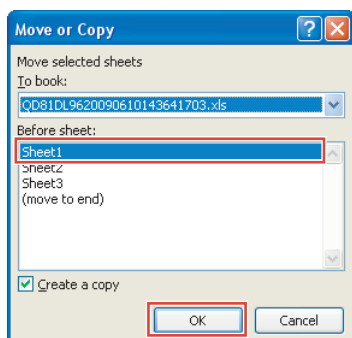 Move or Copy
Move selected sheets
To book:
QD81DL9620090610143641703.xls
Before sheet:
Sheet1
Sheet2
Sheet3
(move to end)
Create a copy
OK Cancel